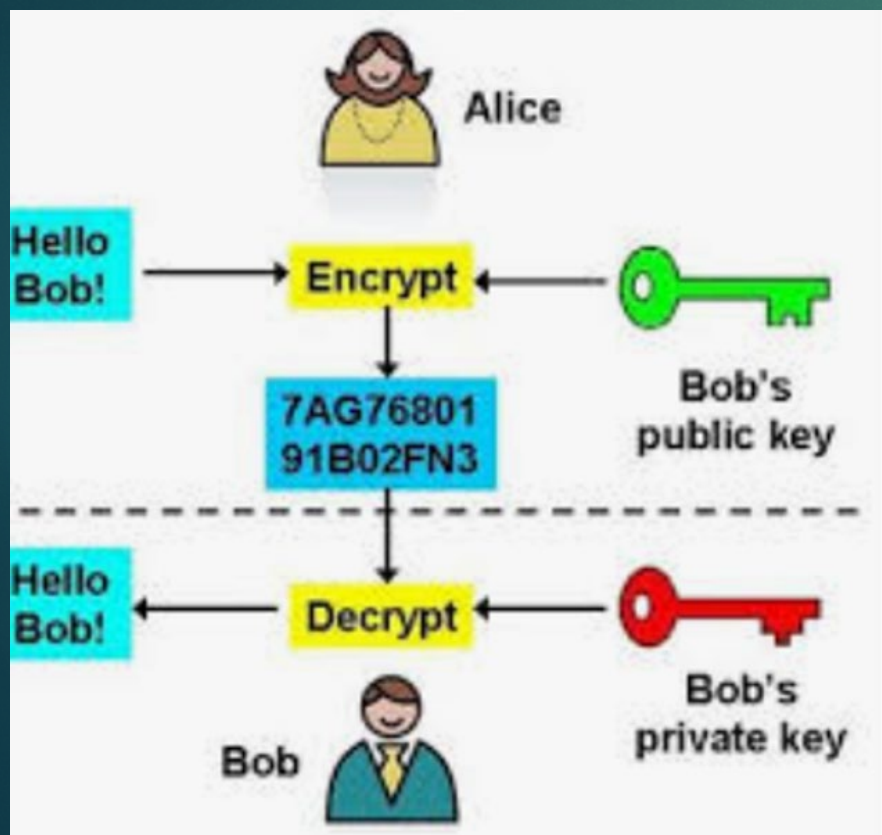 Alice
Hello
Bob!
Encrypt
Bob's
public key
7AG76801
91B02FN3
Hello
Bob!
Decrypt
Bob's
private key
Bob